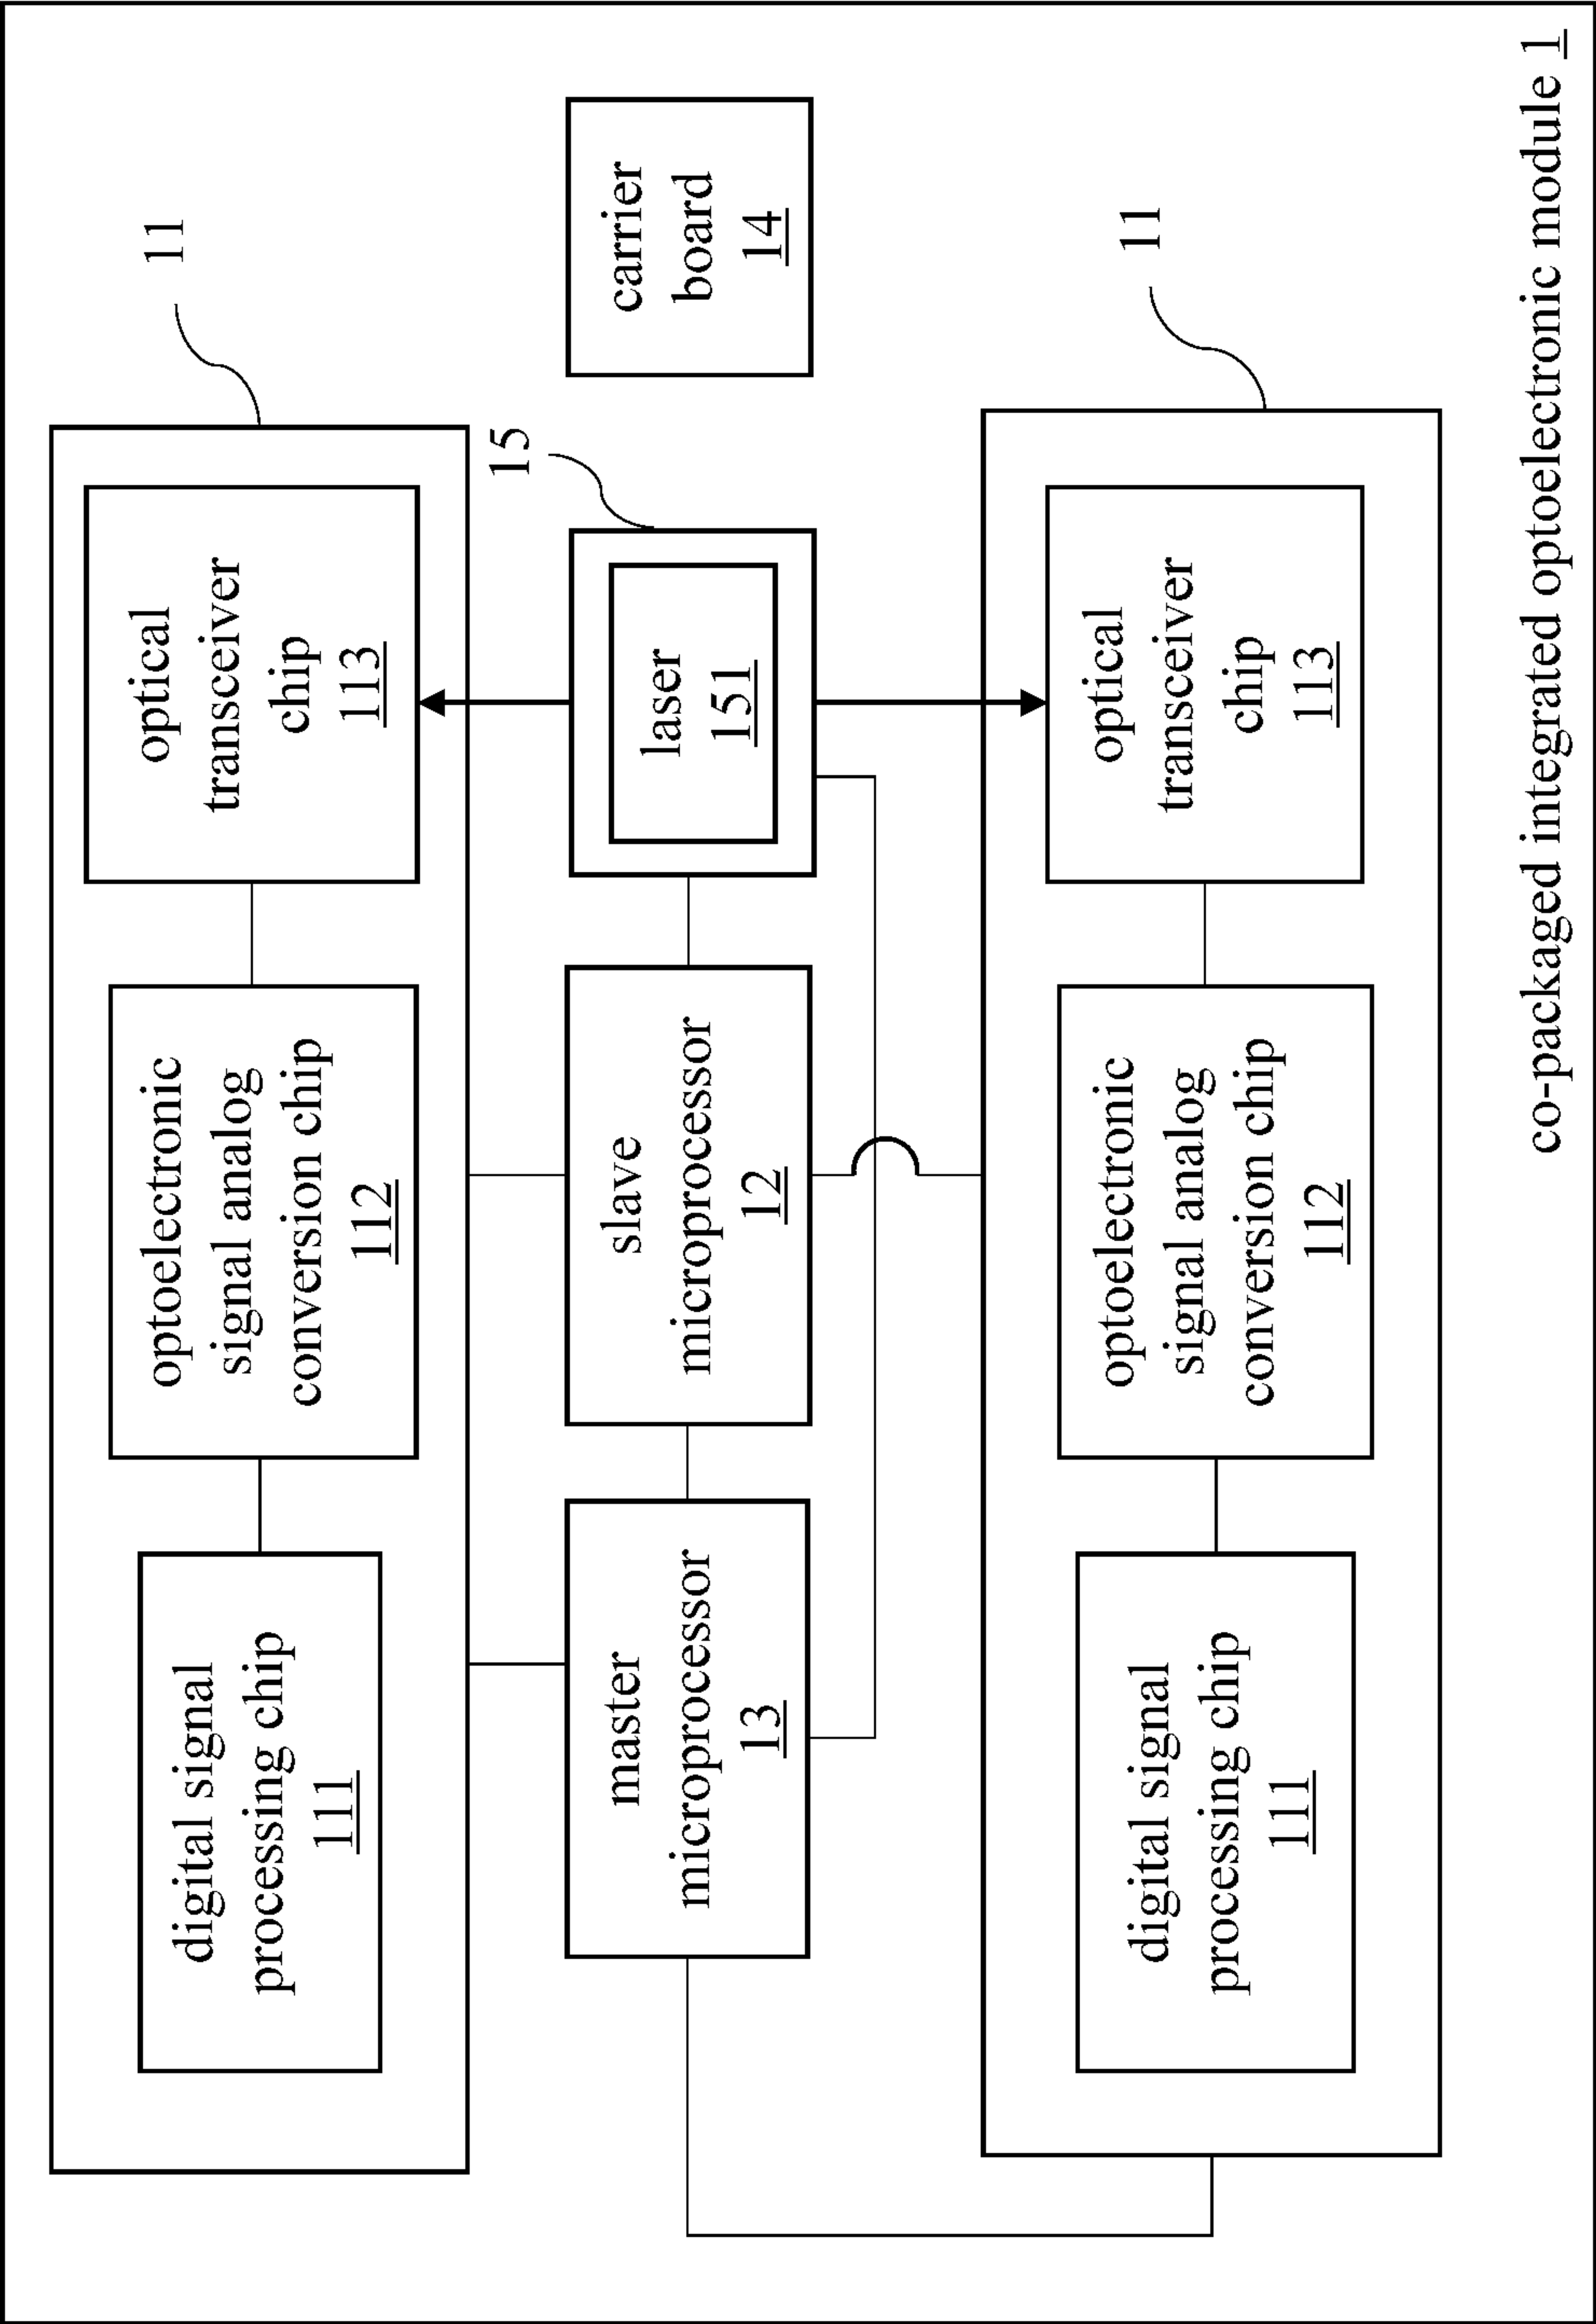 digital signal
processing chip
111
optoelectronic
signal analog
conversion chip
112
optical
transceiver
chip
113
11
master
microprocessor
13
slave
microprocessor
12
laser
151
15
carrier
board
14
digital signal
processing chip
111
optoelectronic
signal analog
conversion chip
112
optical
transceiver
chip
113
11
co-packaged integrated optoelectronic module 1